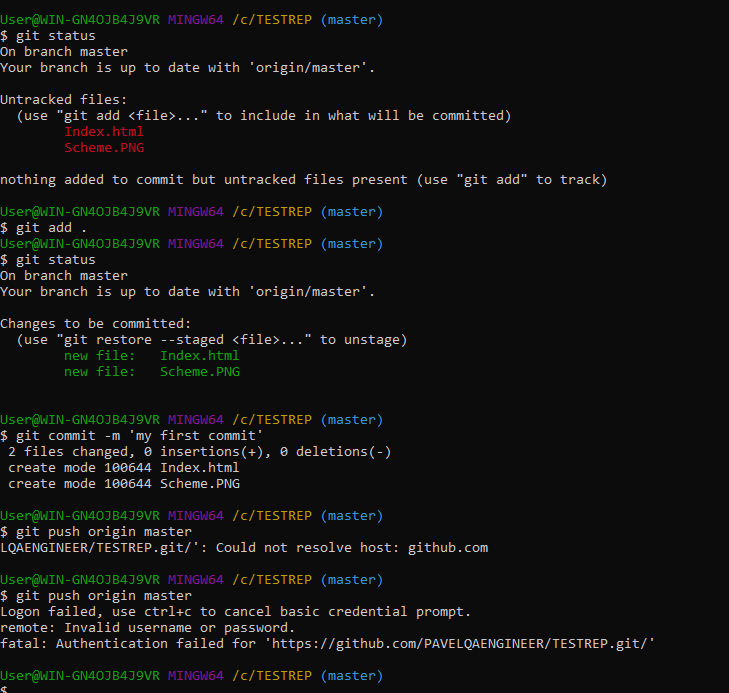 User@WIN-GN4OJB4J9VR MINGW64 /c/TESTREP (master)
$ git status
On branch master
Your branch is up to date with 'origin/master'.
Untracked files:
  (use "git add <file>..." to include in what will be committed)
        Index.html
        Scheme.PNG
nothing added to commit but untracked files present (use "git add" to track)
User@WIN-GN4OJB4J9VR MINGW64 /c/TESTREP (master)
$ git add .
User@WIN-GN4OJB4J9VR MINGW64 /c/TESTREP (master)
$ git status
On branch master
Your branch is up to date with 'origin/master'.
Changes to be committed:
  (use "git restore --staged <file>..." to unstage)
        new file:   Index.html
        new file:   Scheme.PNG
User@WIN-GN4OJB4J9VR MINGW64 /c/TESTREP (master)
$ git commit -m 'my first commit'
 2 files changed, 0 insertions(+), 0 deletions(-)
 create mode 100644 Index.html
 create mode 100644 Scheme.PNG
User@WIN-GN4OJB4J9VR MINGW64 /c/TESTREP (master)
$ git push origin master
LQAENGINEER/TESTREP.git/': Could not resolve host: github.com
User@WIN-GN4OJB4J9VR MINGW64 /c/TESTREP (master)
$ git push origin master
Logon failed, use ctrl+c to cancel basic credential prompt.
remote: Invalid username or password.
fatal: Authentication failed for 'https://github.com/PAVELQAENGINEER/TESTREP.git/'
User@WIN-GN4OJB4J9VR MINGW64 /c/TESTREP (master)
$